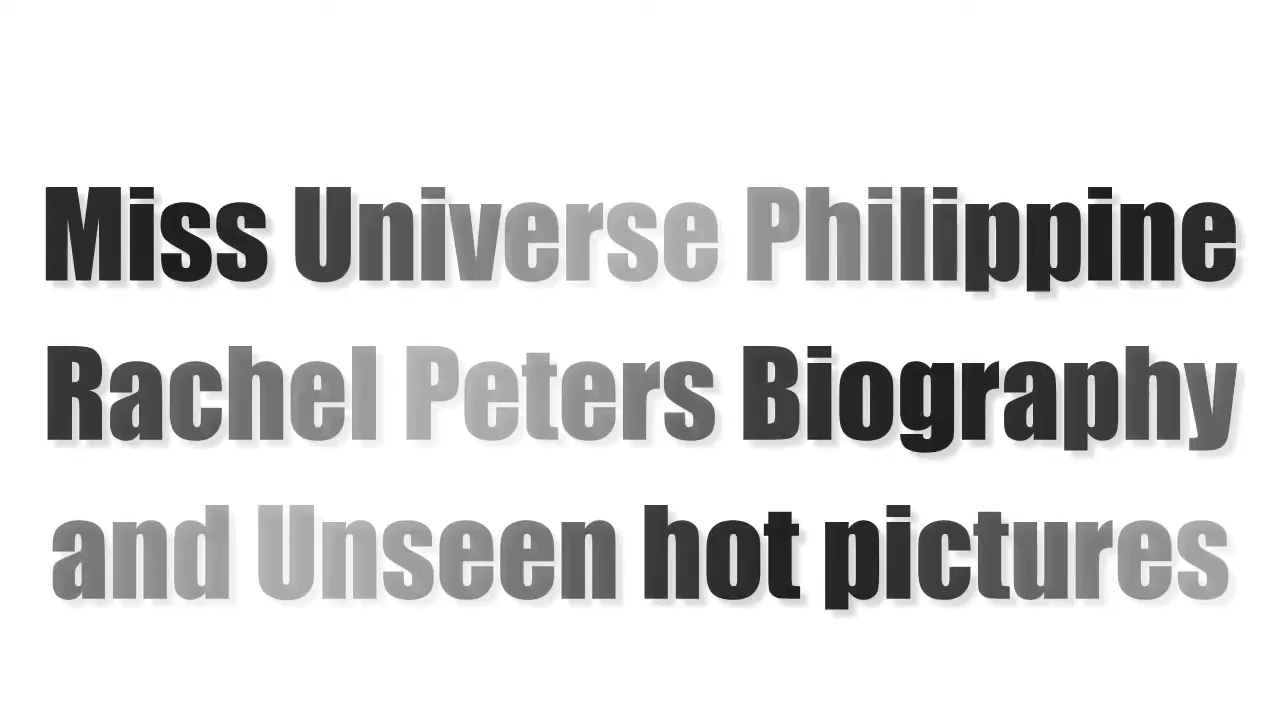 Miss Universe Philippine
Rachel Peters Biography
and Unseen hot pictures